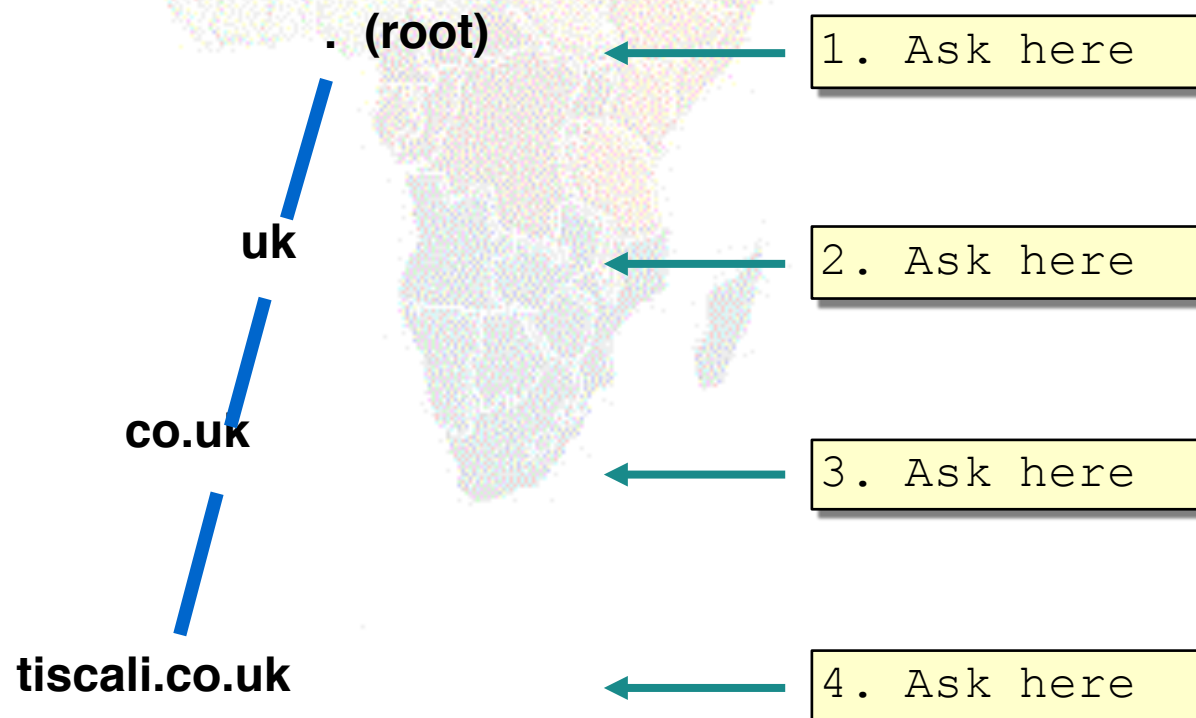 . (root)
1. Ask here
uk
2. Ask here
co.uk
3. Ask here
tiscali.co.uk
4. Ask here